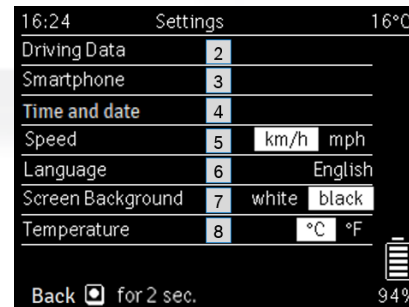 16:24 Settings 16°C
Driving Data 2
Smartphone 3
Time and date 4
Speed 5 km/h mph
Language 6 English
Screen Background 7 white black
Temperature 8 °C °F
Back for 2 sec. 94%